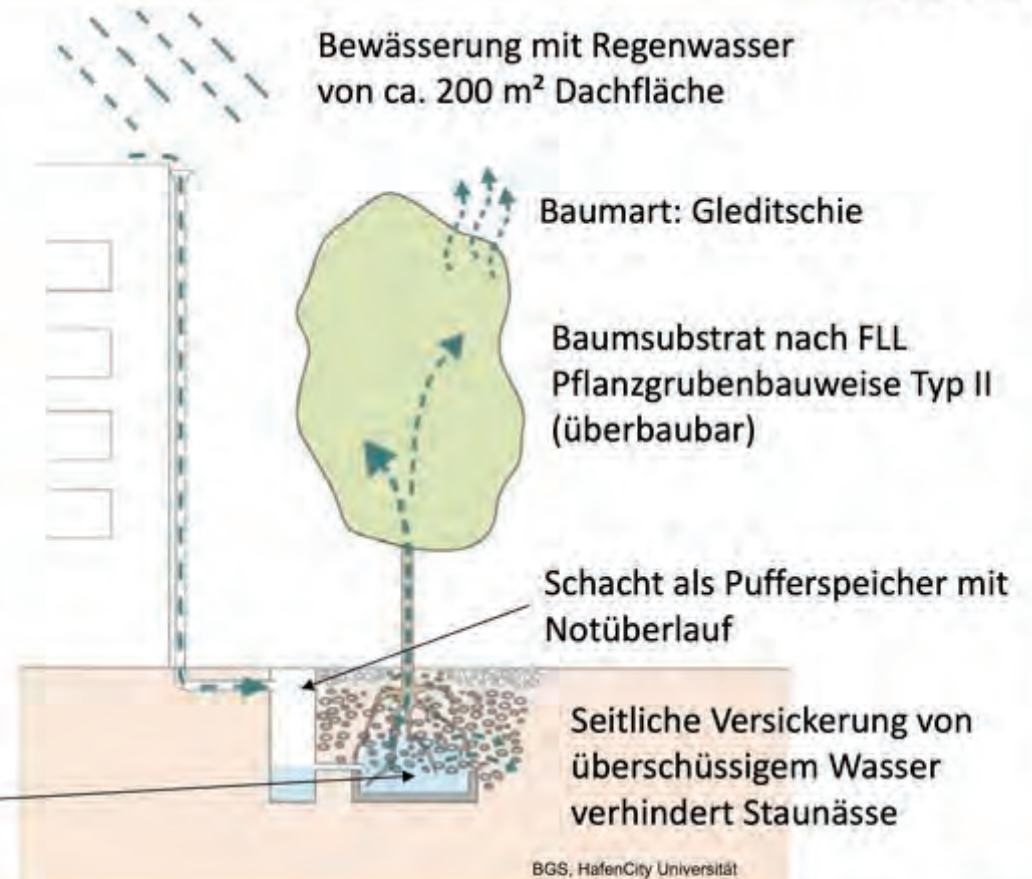 Bewässerung mit Regenwasser
von ca. 200 m² Dachfläche
Baumart: Gleditschie
Baumsubstrat nach FLL
Pflanzgrubenbauweise Typ II
(überbaubar)
Schacht als Pufferspeicher mit
Notüberlauf
Seitliche Versickerung von
überschüssigem Wasser
verhindert Staunässe
BGS, HafenCity Universität